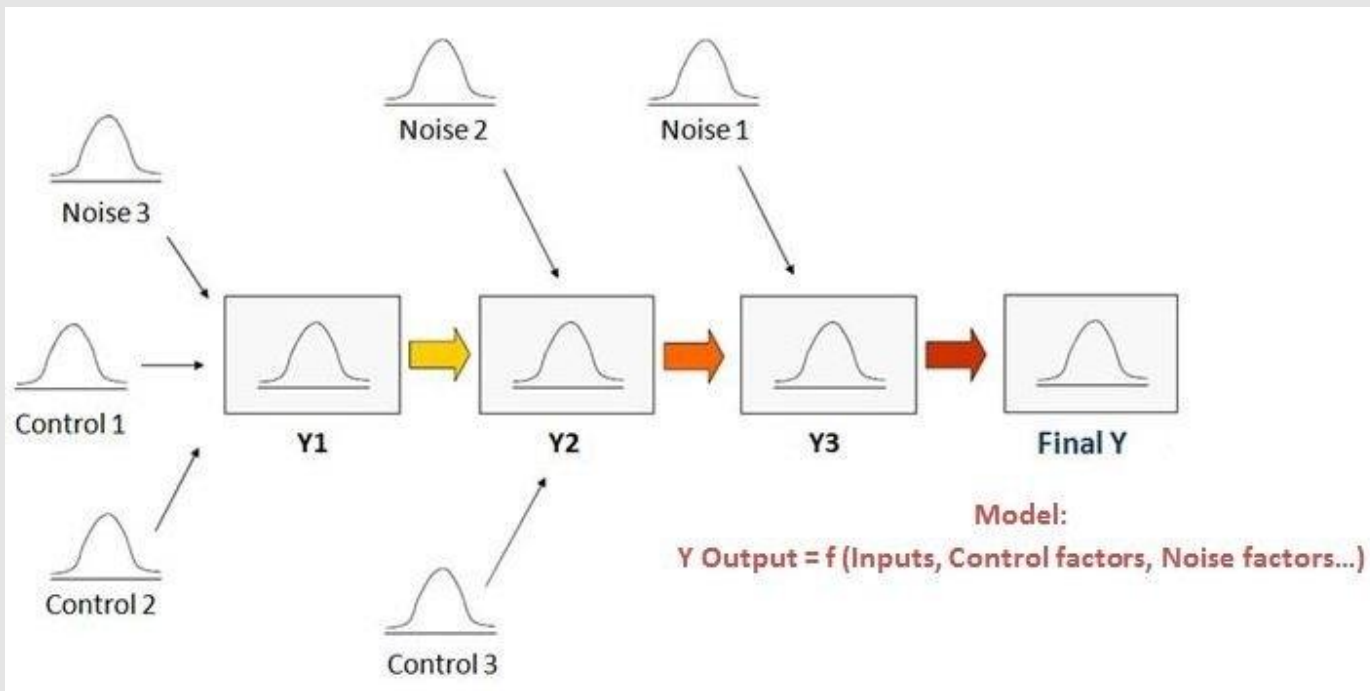 Noise 2
Noise 1
Noise 3
Control 1
Y1
Y2
Y3
Final Y
Model:
Y Output = f (Inputs, Control factors, Noise factors...)
Control 2
Control 3